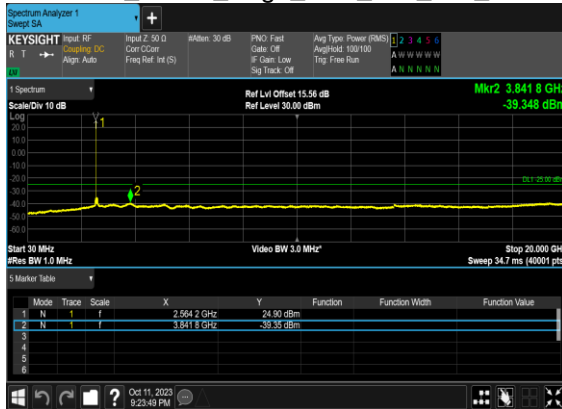 Spectrum Analyzer 1
Swept SA
+
KEYSIGHT Input: RF Input Z: 50 Ω #Atten: 30 dB PNO: Fast Avg Type: Power (RMS) 1 2 3 4 5 6
R T Coupling: DC Corr CCorr Gate: Off Avg|Hold: 100/100 A W W W W W
Align: Auto Freq Ref: Int (S) IF Gain: Low Trig: Free Run
Sig Track: Off A N N N N N
1 Spectrum Ref Lvl Offset 15.56 dB Mkr2 3.841 8 GHz
Scale/Div 10 dB Ref Level 30.00 dBm -39.348 dBm
Log
1
20.0
10.0
0.00
-10.0
-20.0 DL1 -25.00 dBm
-30.0 2
-40.0
-50.0
-60.0
Start 30 MHz Video BW 3.0 MHz* Stop 20.000 GH
#Res BW 1.0 MHz Sweep 34.7 ms (40001 pts
5 Marker Table
Mode Trace Scale X Y Function Function Width Function Value
1 N 1 f 2.564 2 GHz 24.90 dBm
2 N 1 f 3.841 8 GHz -39.35 dBm
3
4
5
6
? Oct 11, 2023
9:23:49 PM